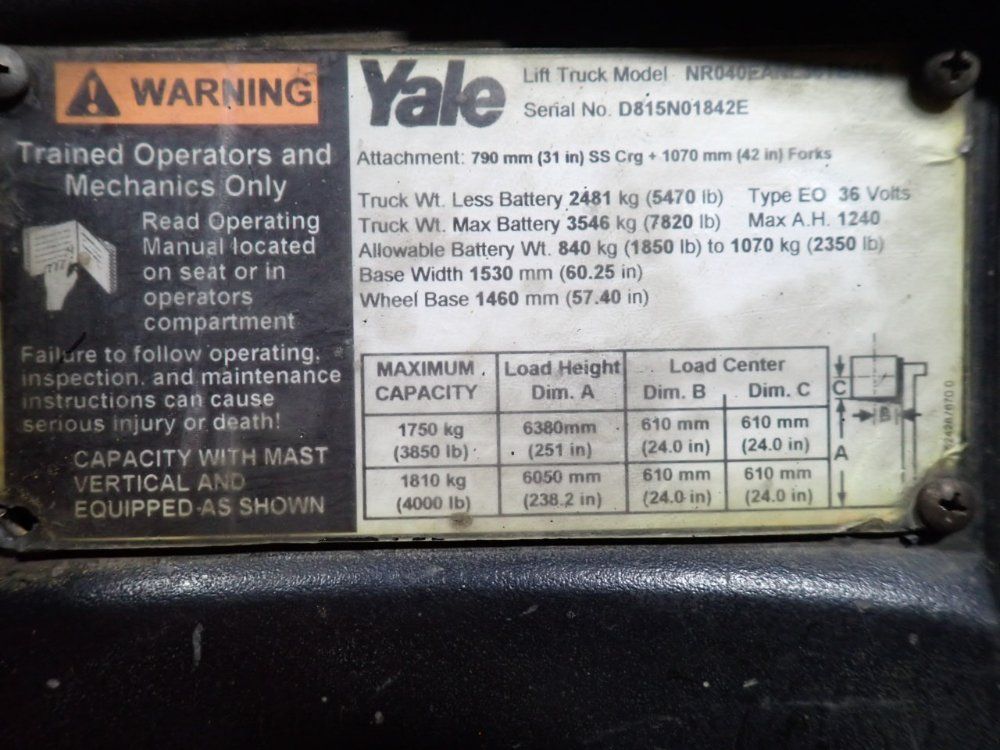 WARNING
Trained Operators and
Mechanics Only
Read Operating
Manual located
on seat or in
operators
compartment
Failure to follow operating,
inspection, and maintenance
instructions can cause
serious injury or death!
CAPACITY WITH MAST
VERTICAL AND
EQUIPPED AS SHOWN
Yale
Lift Truck Model
Serial No. D815N01842E
Attachment: 790 mm (31 in) SS Crg + 1070 mm (42 in) Forks
Truck Wt. Less Battery 2481 kg (5470 lb) Type EO 36 Volts
Truck Wt. Max Battery 3546 kg (7820 lb) Max A.H. 1240
Allowable Battery Wt. 840 kg (1850 lb) to 1070 kg (2350 lb)
Base Width 1530 mm (60.25 in)
Wheel Base 1460 mm (57.40 in)
MAXIMUM CAPACITY
Load Height Dim. A
Load Center
Dim. B Dim. C
1750 kg 6380mm 610 mm 610 mm
(3850 lb) (251 in) (24.0 in) (24.0 in)
1810 kg 6050 mm 610 mm 610 mm
(4000 lb) (238.2 in) (24.0 in) (24.0 in)
C
B
A